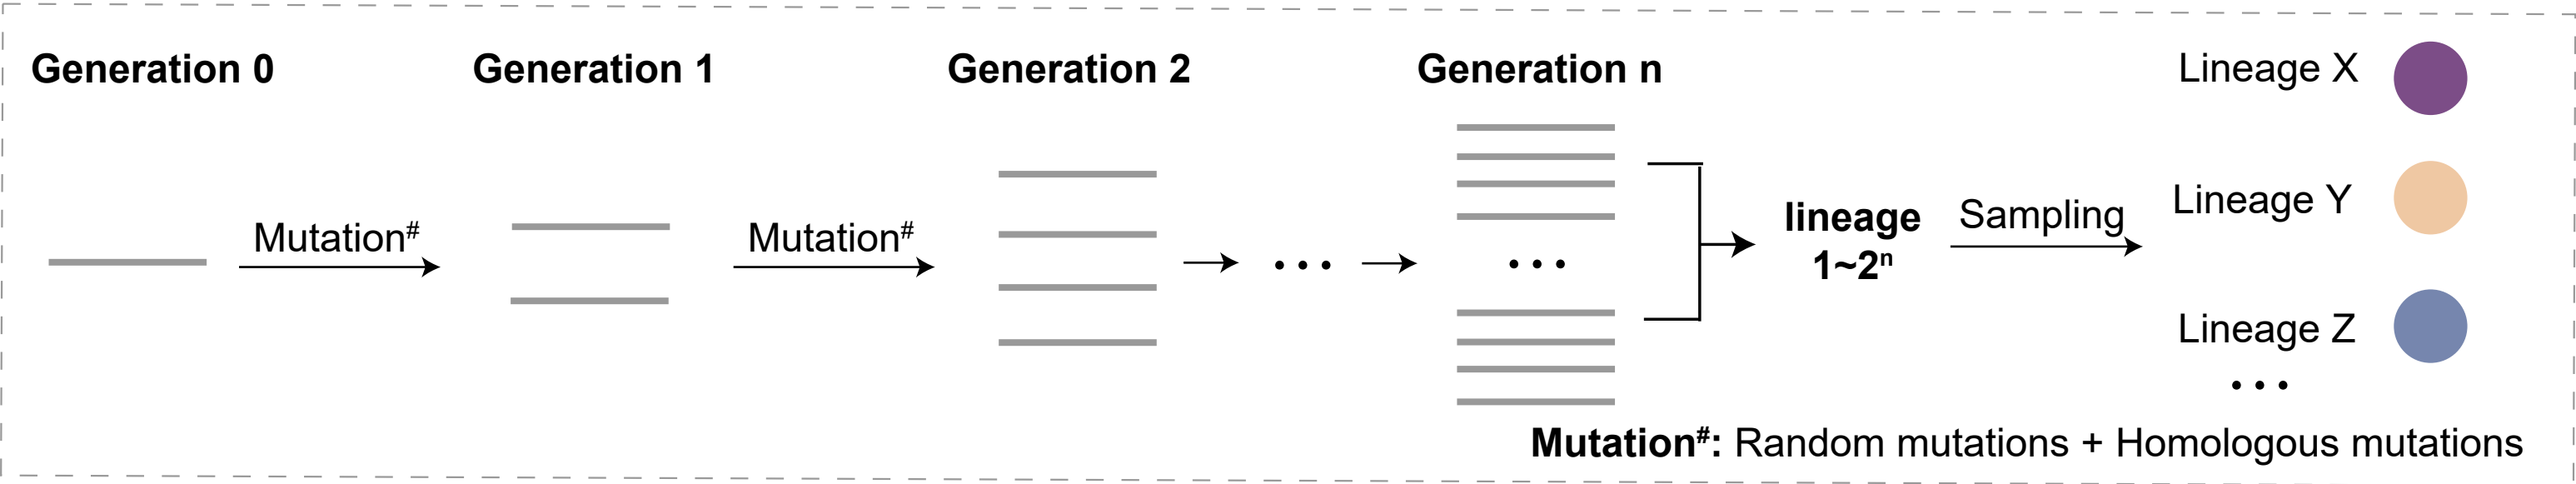 Generation 0
Generation 1
Generation 2
Generation n
Mutation#
Mutation#
...
...
lineage
1~2ⁿ
Sampling
Lineage X
Lineage Y
Lineage Z
...
Mutation#: Random mutations + Homologous mutations